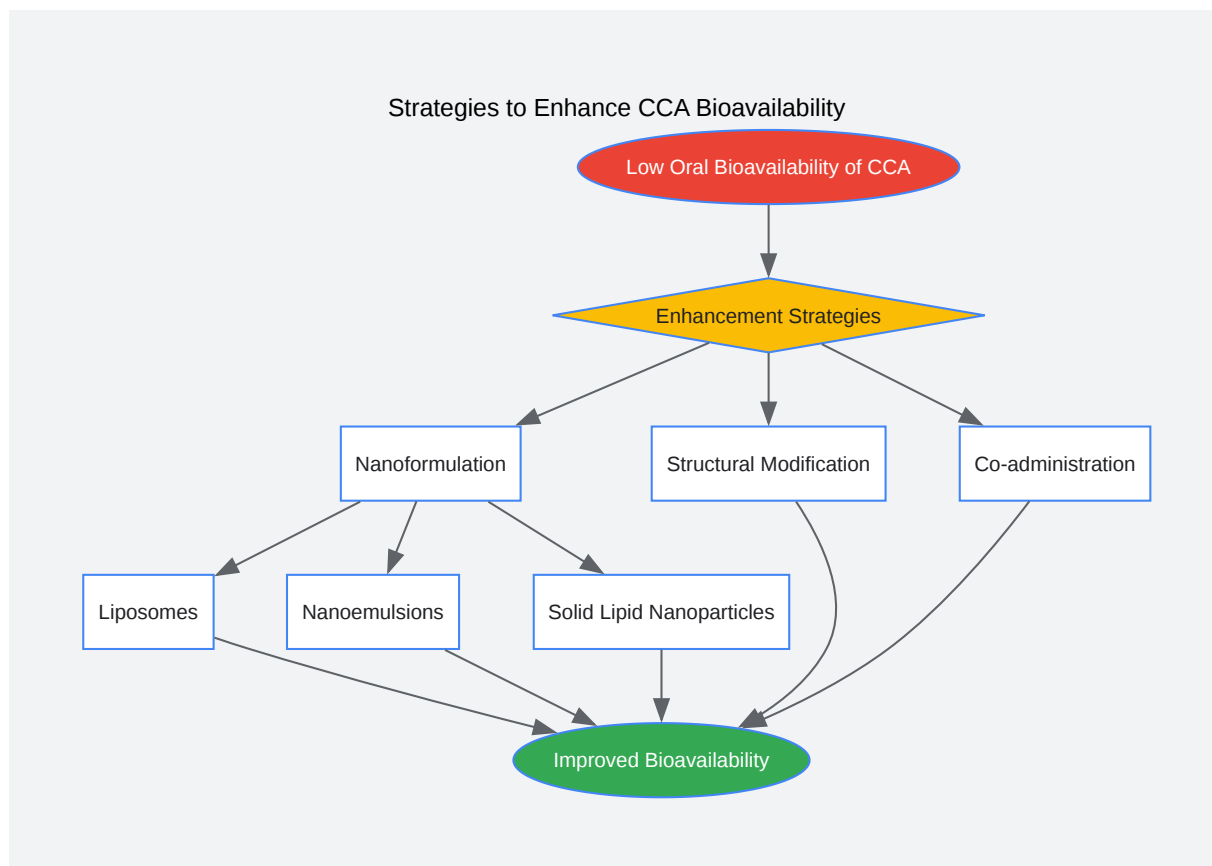 Strategies to Enhance CCA Bioavailability
Low Oral Bioavailability of CCA
Enhancement Strategies
Nanoformulation
Structural Modification
Co-administration
Liposomes
Nanoemulsions
Solid Lipid Nanoparticles
Improved Bioavailability